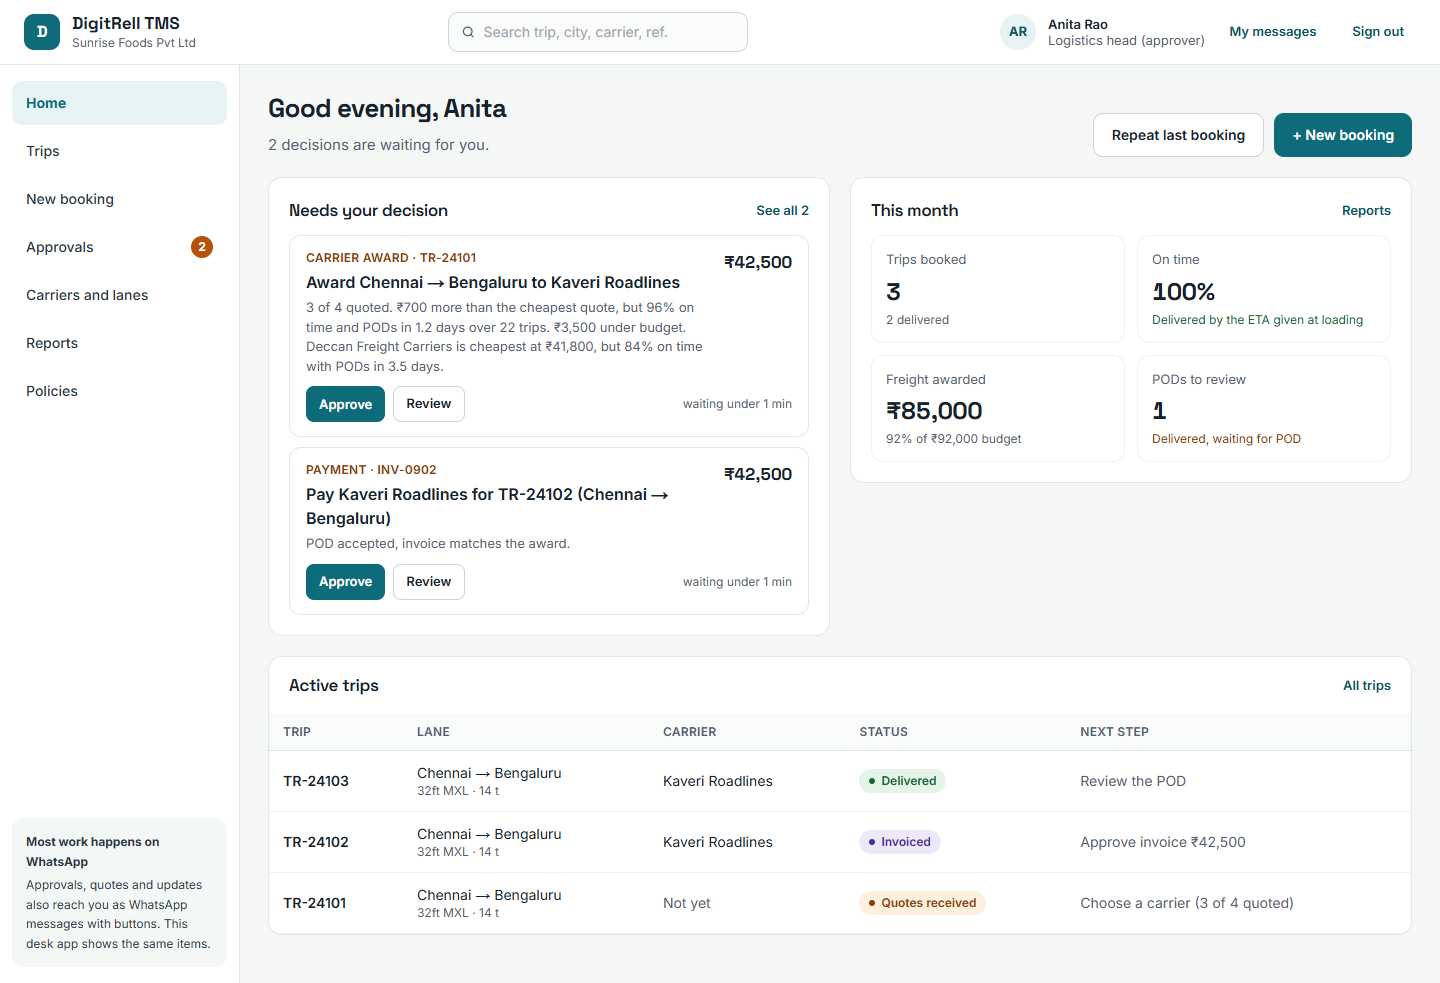 D
DigitRell TMS
Sunrise Foods Pvt Ltd
Search trip, city, carrier, ref.
AR
Anita Rao
Logistics head (approver)
My messages
Sign out
Home
Trips
New booking
Approvals
2
Carriers and lanes
Reports
Policies
Most work happens on
WhatsApp
Approvals, quotes and updates
also reach you as WhatsApp
messages with buttons. This
desk app shows the same items.
Good evening, Anita
2 decisions are waiting for you.
Repeat last booking
+ New booking
Needs your decision
See all 2
CARRIER AWARD · TR-24101
₹42,500
Award Chennai → Bengaluru to Kaveri Roadlines
3 of 4 quoted. ₹700 more than the cheapest quote, but 96% on
time and PODs in 1.2 days over 22 trips. ₹3,500 under budget.
Deccan Freight Carriers is cheapest at ₹41,800, but 84% on time
with PODs in 3.5 days.
Approve
Review
waiting under 1 min
PAYMENT · INV-0902
₹42,500
Pay Kaveri Roadlines for TR-24102 (Chennai →
Bengaluru)
POD accepted, invoice matches the award.
Approve
Review
waiting under 1 min
This month
Reports
Trips booked
3
2 delivered
On time
100%
Delivered by the ETA given at loading
Freight awarded
₹85,000
92% of ₹92,000 budget
PODs to review
1
Delivered, waiting for POD
Active trips
All trips
TRIP LANE CARRIER STATUS NEXT STEP
TR-24103 Chennai → Bengaluru Kaveri Roadlines Delivered Review the POD
32ft MXL · 14 t
TR-24102 Chennai → Bengaluru Kaveri Roadlines Invoiced Approve invoice ₹42,500
32ft MXL · 14 t
TR-24101 Chennai → Bengaluru Not yet Quotes received Choose a carrier (3 of 4 quoted)
32ft MXL · 14 t